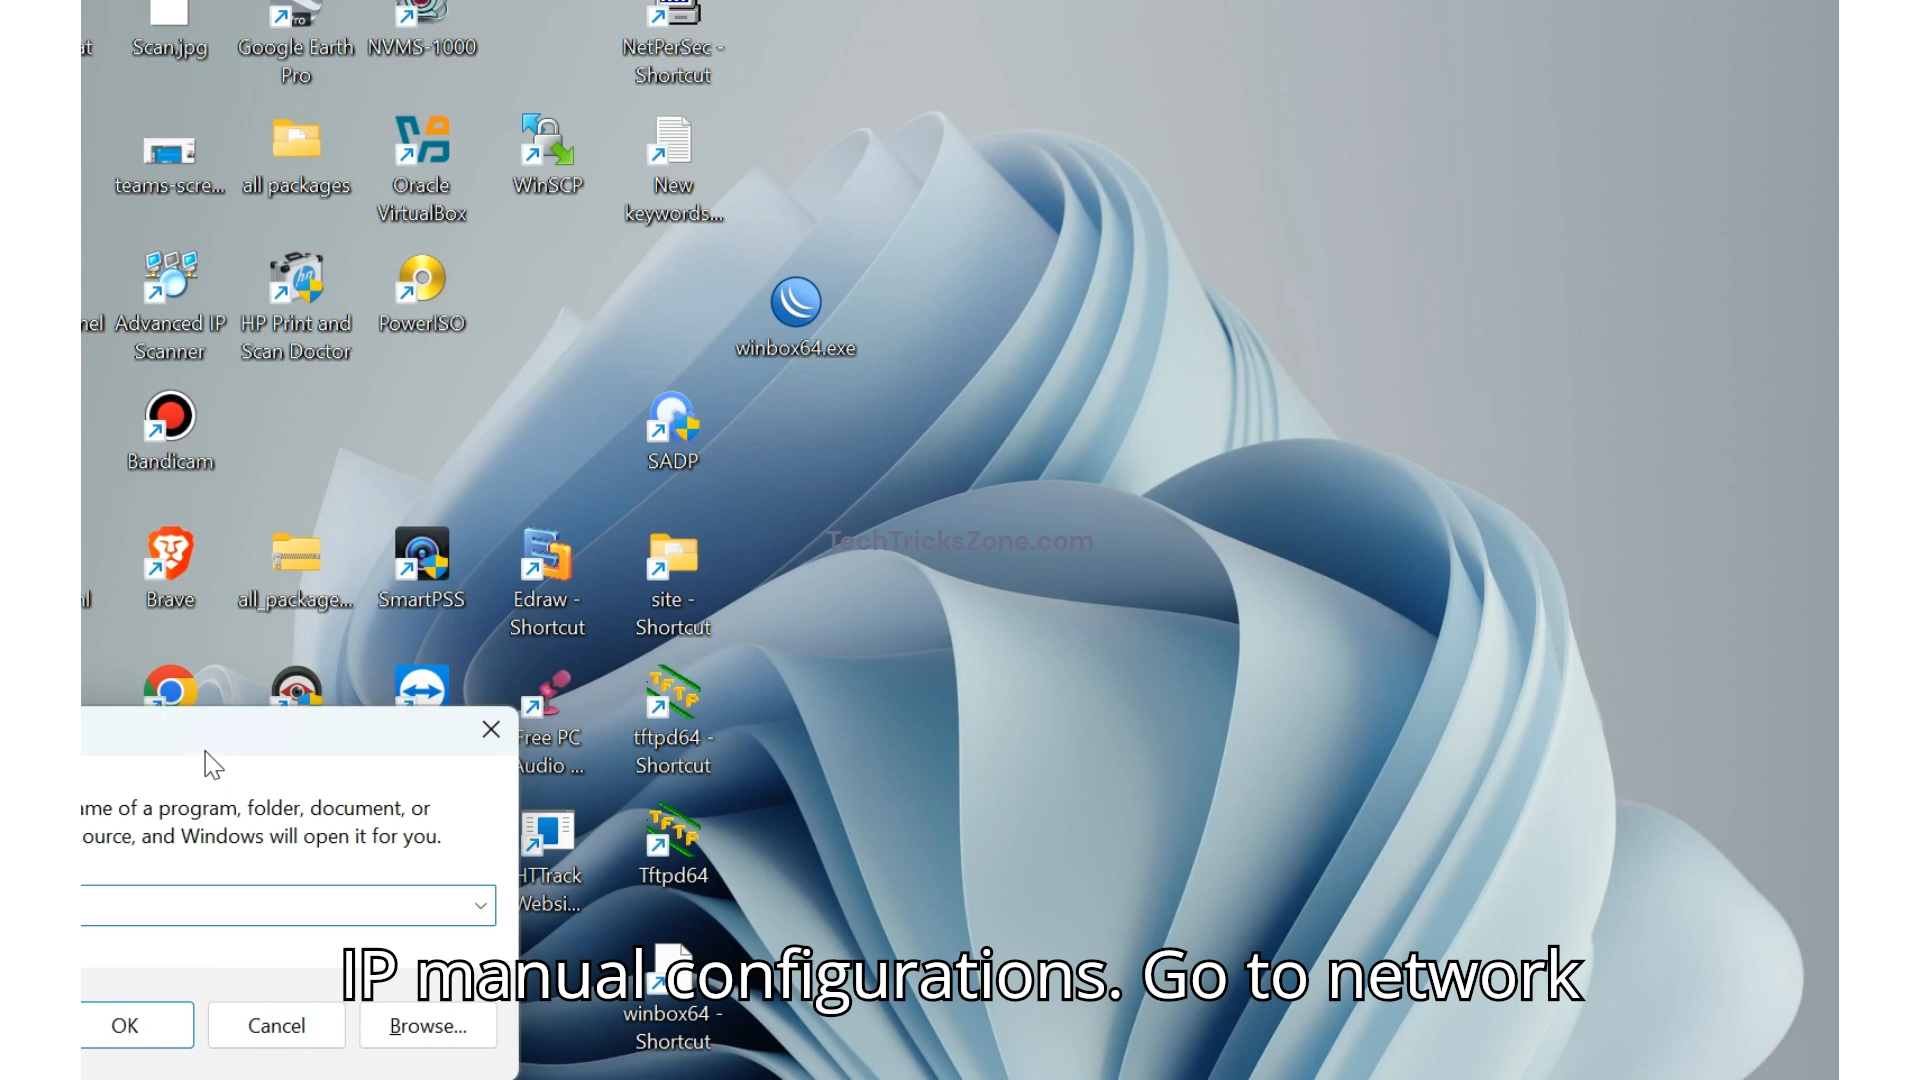 Scan.jpg
Google Earth
Pro
NVMS-1000
NetPerSec -
Shortcut
teams-scre...
all packages
Oracle
VirtualBox
WinSCP
New
keywords...
Advanced IP
Scanner
HP Print and
Scan Doctor
PowerISO
winbox64.exe
Bandicam
SADP
TechTricksZone.com
Brave
all_package...
SmartPSS
Edraw -
Shortcut
site -
Shortcut
Free PC
Audio ...
tftpd64 -
Shortcut
ame of a program, folder, document, or
ource, and Windows will open it for you.
HTTrack
Websi...
Tftpd64
OK
Cancel
Browse...
winbox64 -
Shortcut
IP manual configurations. Go to network